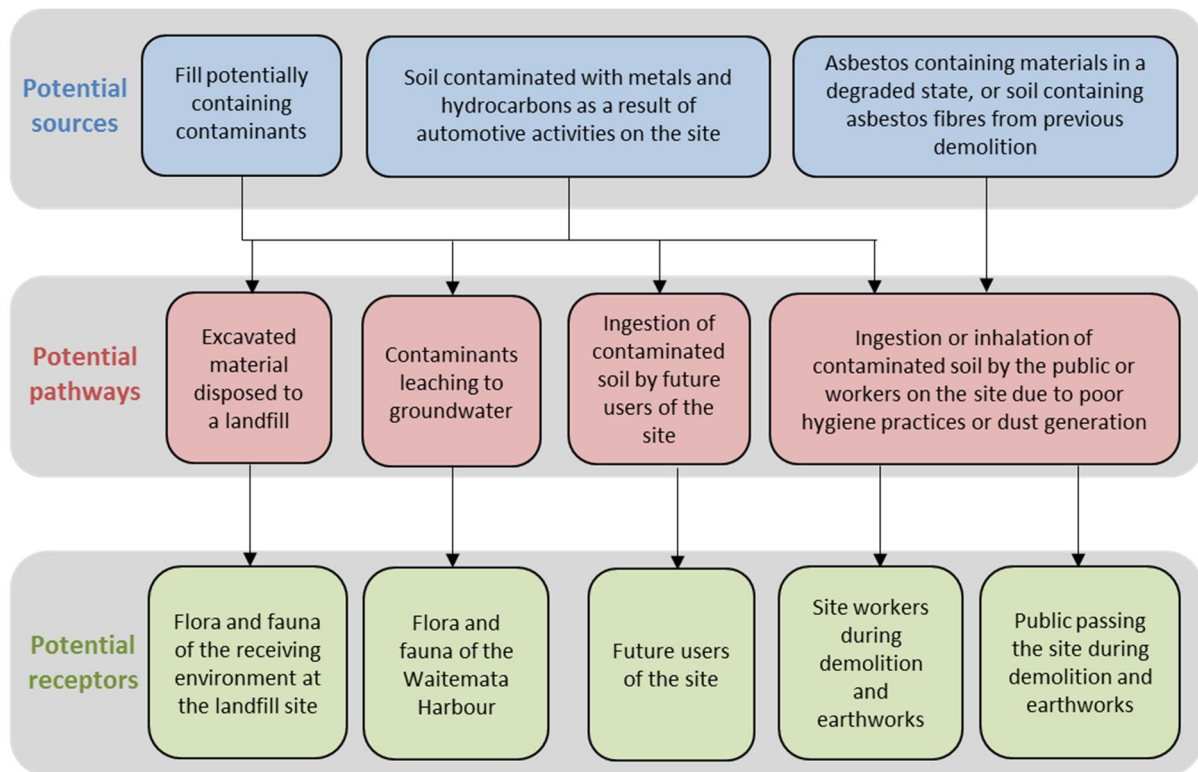 Potential
sources
Fill potentially
containing
contaminants
Soil contaminated with metals and
hydrocarbons as a result of
automotive activities on the site
Asbestos containing materials in a
degraded state, or soil containing
asbestos fibres from previous
demolition
Potential
pathways
Excavated
material
disposed to
a landfill
Contaminants
leaching to
groundwater
Ingestion of
contaminated
soil by future
users of the
site
Ingestion or inhalation of
contaminated soil by the public or
workers on the site due to poor
hygiene practices or dust generation
Potential
receptors
Flora and fauna
of the receiving
environment at
the landfill site
Flora and
fauna of the
Waitemata
Harbour
Future users
of the site
Site workers
during
demolition
and
earthworks
Public passing
the site during
demolition and
earthworks